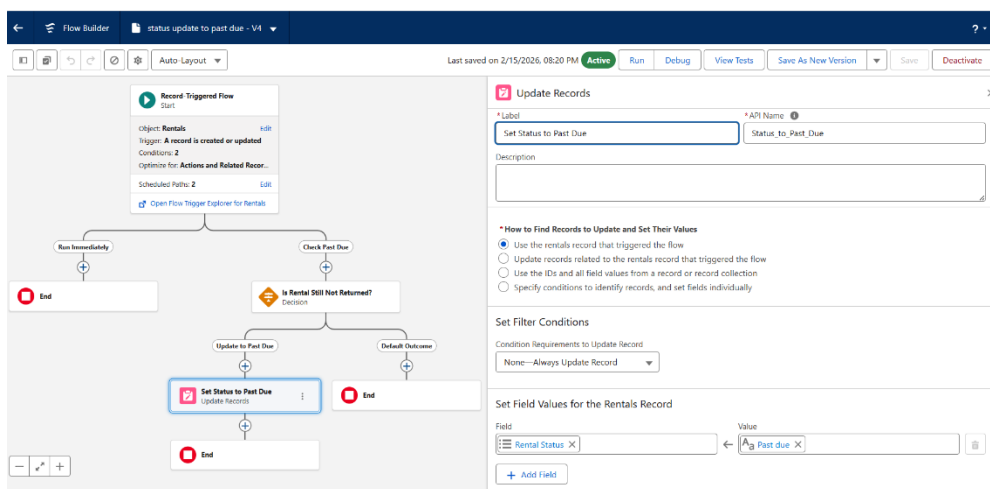 Flow Builder
status update to past due - V4
?
Auto-Layout
Last saved on 2/15/2026, 08:20 PM
Active
Run
Debug
View Tests
Save As New Version
Save
Deactivate
Record-Triggered Flow
Start
Object: Rentals
Edit
Trigger: A record is created or updated
Conditions: 2
Optimize for: Actions and Related Recor...
Scheduled Paths: 2
Edit
Open Flow Trigger Explorer for Rentals
Run Immediately
Check Past Due
End
Is Rental Still Not Returned?
Decision
Update to Past Due
Default Outcome
Set Status to Past Due
Update Records
End
End
Update Records
*Label
*API Name
Set Status to Past Due
Status_to_Past_Due
Description
*How to Find Records to Update and Set Their Values
Use the rentals record that triggered the flow
Update records related to the rentals record that triggered the flow
Use the IDs and all field values from a record or record collection
Specify conditions to identify records, and set fields individually
Set Filter Conditions
Condition Requirements to Update Record
None—Always Update Record
Set Field Values for the Rentals Record
Field
Value
Rental Status
Aa Past due
+ Add Field